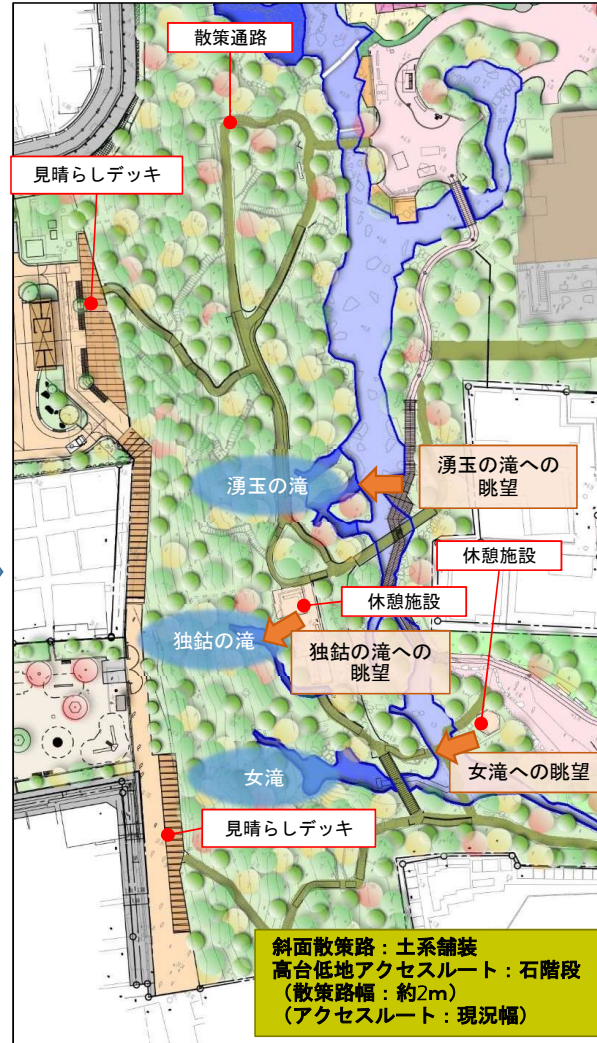 散策通路
見晴らしデッキ
湧玉の滝
湧玉の滝への
眺望
休憩施設
休憩施設
独鈷の滝
独鈷の滝への
眺望
女滝
女滝への眺望
見晴らしデッキ
斜面散策路：土系舗装
高台低地アクセスルート：石階段
（散策路幅：約2m）
（アクセスルート：現況幅）